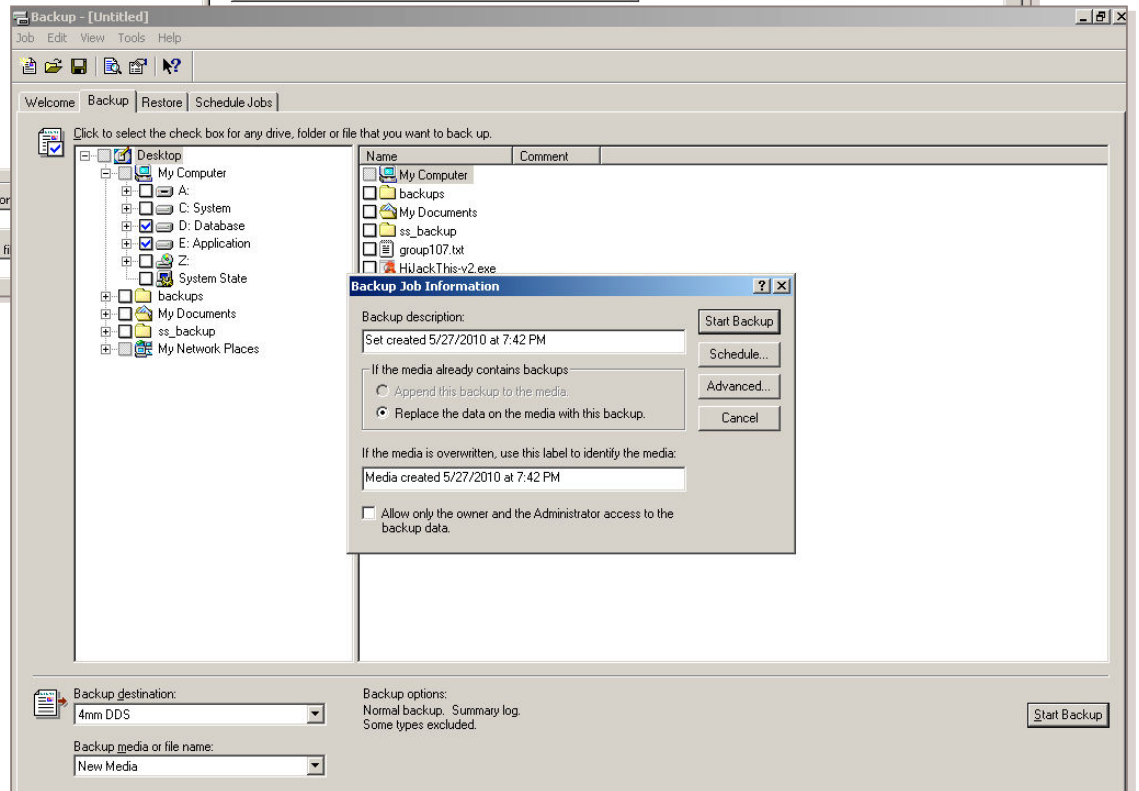 Backup - [Untitled]
Job Edit View Tools Help
Welcome Backup Restore Schedule Jobs
Click to select the check box for any drive, folder or file that you want to back up.
Desktop
My Computer
A:
C: System
D: Database
E: Application
Z:
System State
backups
My Documents
ss_backup
My Network Places
Name Comment
My Computer
backups
My Documents
ss_backup
group107.txt
HiJackThis-v2.exe
Backup Job Information
Backup description:
Set created 5/27/2010 at 7:42 PM
If the media already contains backups
Append this backup to the media.
Replace the data on the media with this backup.
If the media is overwritten, use this label to identify the media:
Media created 5/27/2010 at 7:42 PM
Allow only the owner and the Administrator access to the
backup data.
Start Backup
Schedule...
Advanced...
Cancel
Backup destination:
4mm DDS
Backup media or file name:
New Media
Backup options:
Normal backup. Summary log.
Some types excluded.
Start Backup